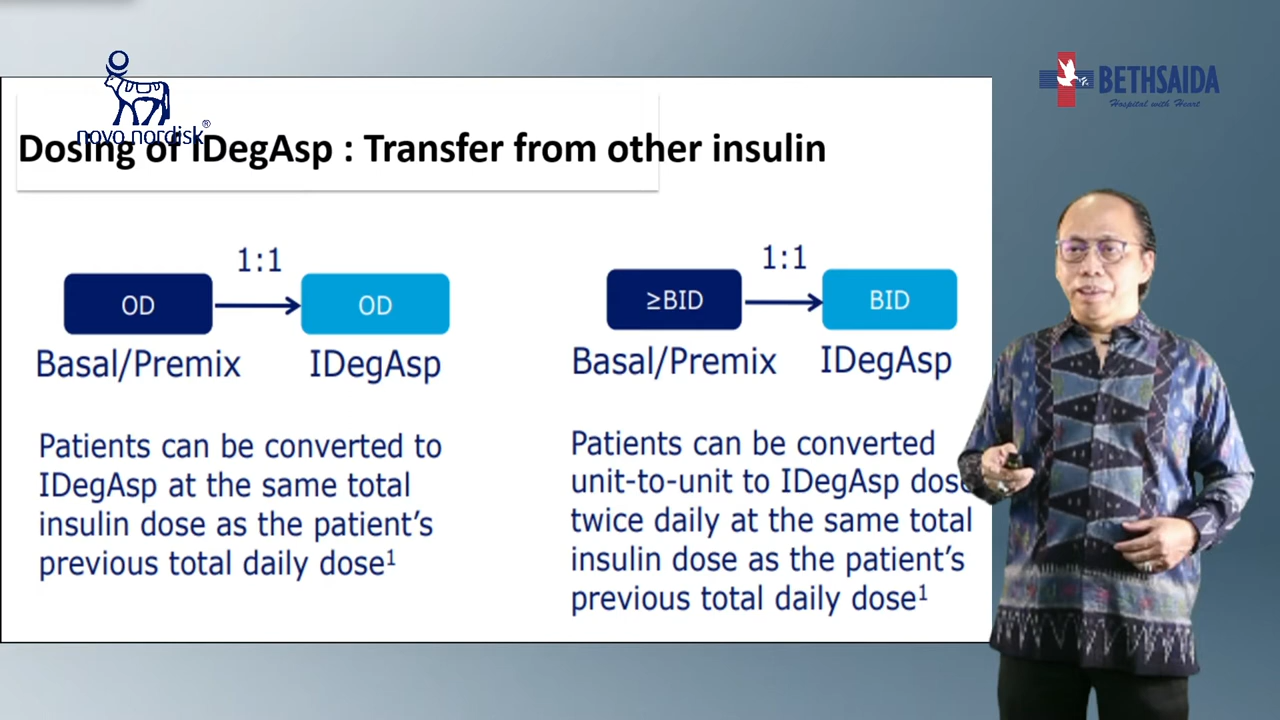 novo nordisk®
BETHSAIDA
Hospital with Heart
Dosing of IDegAsp : Transfer from other insulin
1:1
OD
OD
Basal/Premix
IDegAsp
Patients can be converted to
IDegAsp at the same total
insulin dose as the patient’s
previous total daily dose¹
1:1
≥BID
BID
Basal/Premix
IDegAsp
Patients can be converted
unit-to-unit to IDegAsp dose
twice daily at the same total
insulin dose as the patient’s
previous total daily dose¹